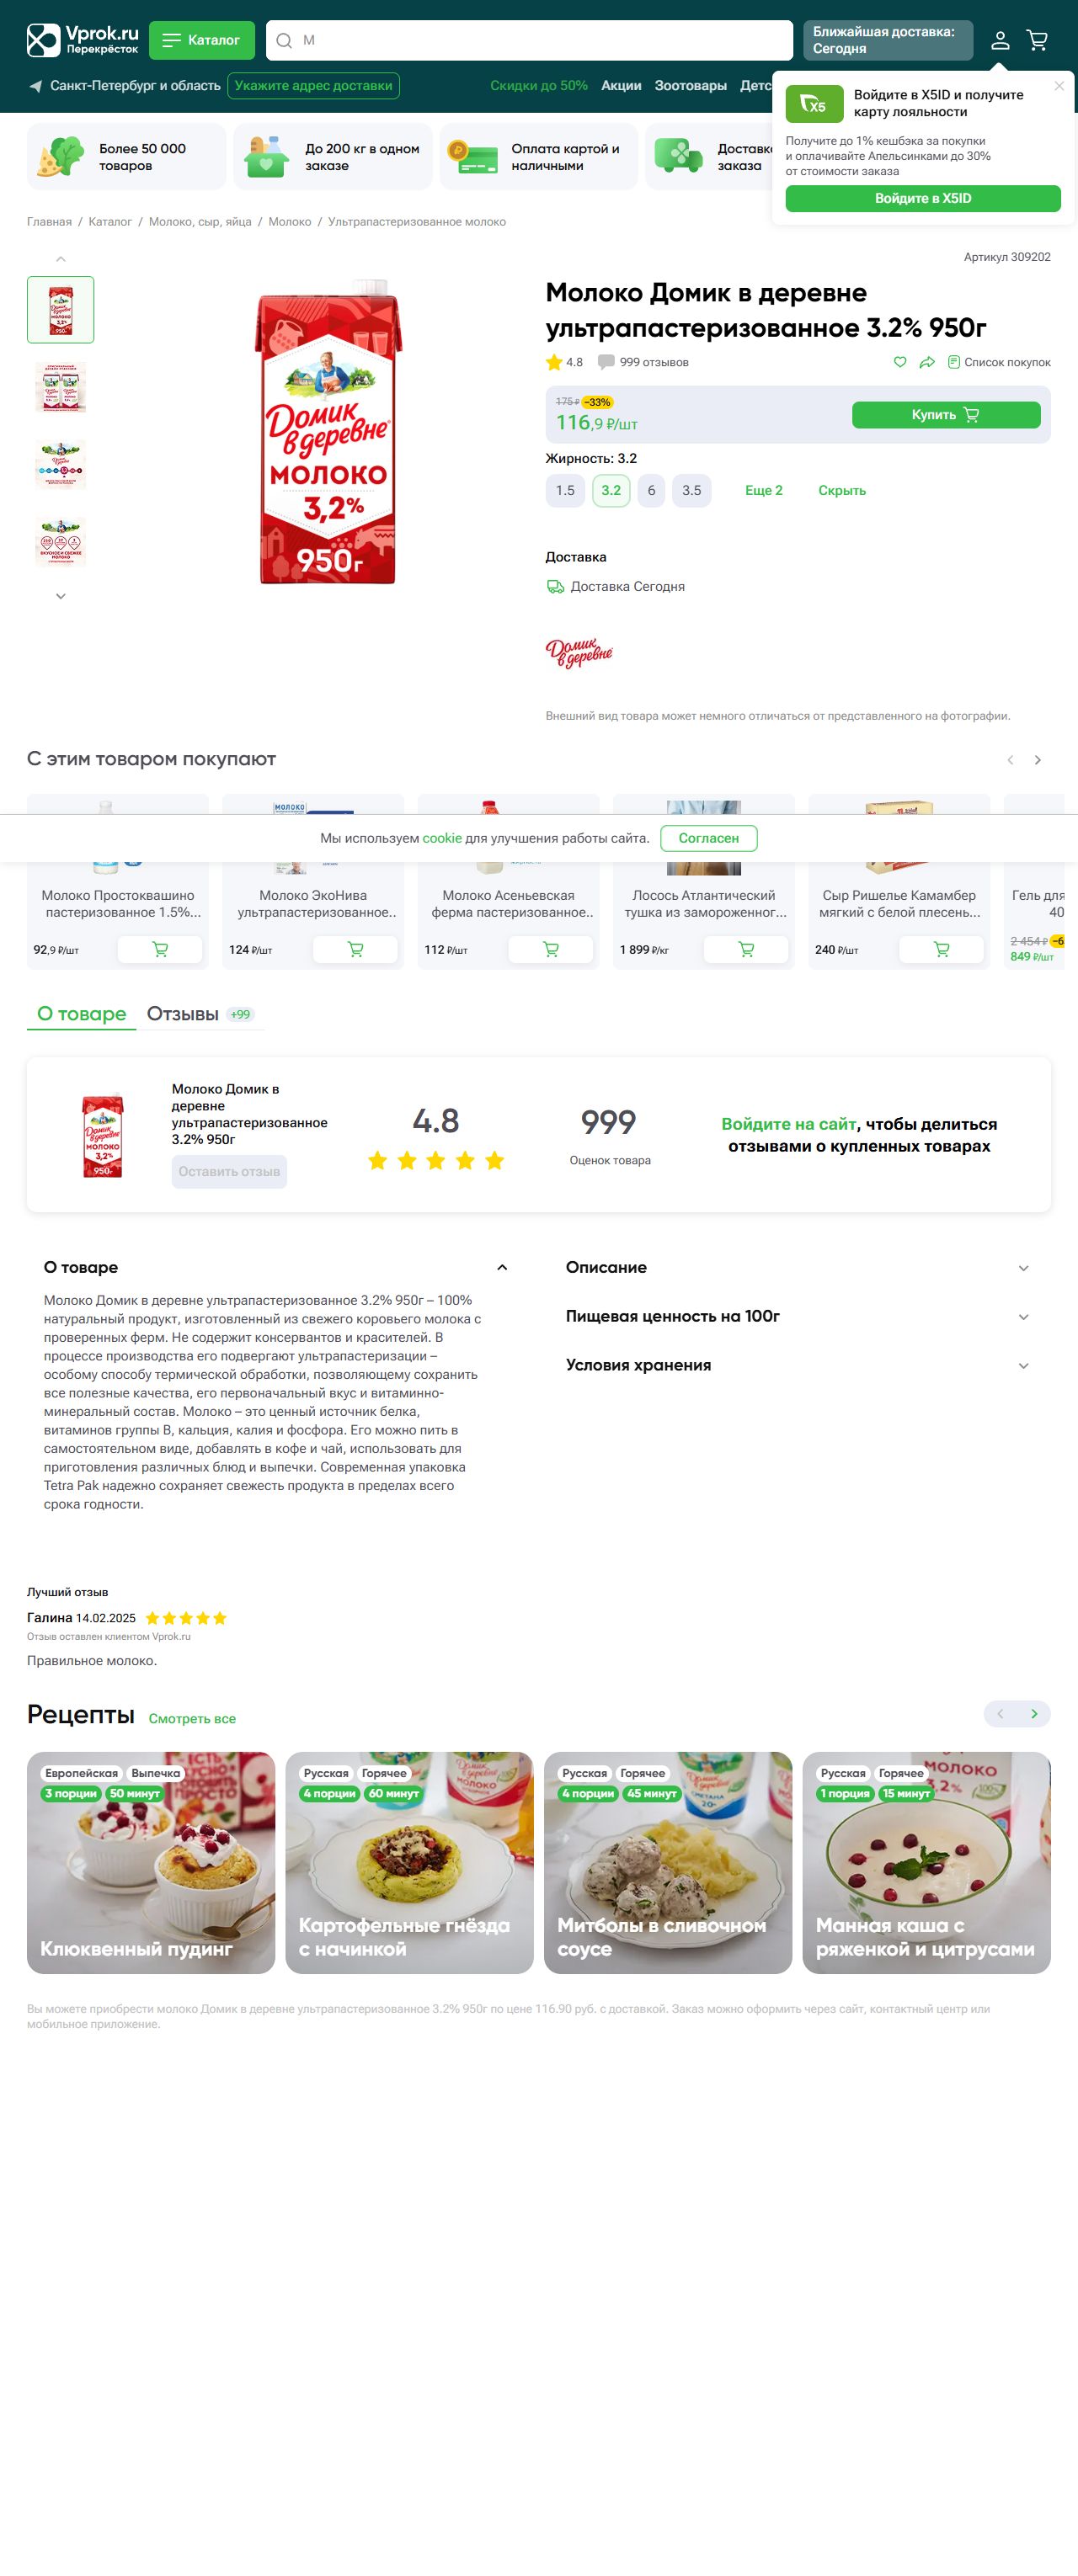 Vprok.ru
Перекрёсток
Каталог
М
Ближайшая доставка:
Сегодня
Санкт-Петербург и область
Укажите адрес доставки
Скидки до 50%
Акции
Зоотовары
Детс
X5
Войдите в X5ID и получите
карту лояльности
Получите до 1% кешбэка за покупки
и оплачивайте Апельсинками до 30%
от стоимости заказа
Войдите в X5ID
Более 50 000
товаров
До 200 кг в одном
заказе
Оплата картой и
наличными
Доставка
заказа
Главная / Каталог / Молоко, сыр, яйца / Молоко / Ультрапастеризованное молоко
Артикул 309202
Домик
в деревне
МОЛОКО
3,2%
950г
Молоко Домик в деревне
ультрапастеризованное 3.2% 950г
4.8
999 отзывов
Список покупок
175 ₽ −33%
116,9 ₽/шт
Купить
Жирность: 3.2
1.5
3.2
6
3.5
Еще 2
Скрыть
Доставка
Доставка Сегодня
Домик
в деревне
Внешний вид товара может немного отличаться от представленного на фотографии.
С этим товаром покупают
МОЛОКО
Мы используем cookie для улучшения работы сайта.
Согласен
Молоко Простоквашино
пастеризованное 1.5%...
92,9 ₽/шт
Молоко ЭкоНива
ультрапастеризованное..
124 ₽/шт
Молоко Асеньевская
ферма пастеризованное..
112 ₽/шт
Лосось Атлантический
тушка из замороженног...
1 899 ₽/кг
Сыр Ришелье Камамбер
мягкий с белой плесень...
240 ₽/шт
Гель для
40
2 454 ₽ −6
849 ₽/шт
О товаре
Отзывы
+99
Домик
в деревне
МОЛОКО
3,2%
950г
Молоко Домик в
деревне
ультрапастеризованное
3.2% 950г
Оставить отзыв
4.8
999
Оценок товара
Войдите на сайт, чтобы делиться
отзывами о купленных товарах
О товаре
Молоко Домик в деревне ультрапастеризованное 3.2% 950г – 100%
натуральный продукт, изготовленный из свежего коровьего молока с
проверенных ферм. Не содержит консервантов и красителей. В
процессе производства его подвергают ультрапастеризации –
особому способу термической обработки, позволяющему сохранить
все полезные качества, его первоначальный вкус и витаминно-
минеральный состав. Молоко – это ценный источник белка,
витаминов группы В, кальция, калия и фосфора. Его можно пить в
самостоятельном виде, добавлять в кофе и чай, использовать для
приготовления различных блюд и выпечки. Современная упаковка
Tetra Pak надежно сохраняет свежесть продукта в пределах всего
срока годности.
Описание
Пищевая ценность на 100г
Условия хранения
Лучший отзыв
Галина 14.02.2025
Отзыв оставлен клиентом Vprok.ru
Правильное молоко.
Рецепты
Смотреть все
Европейская
Выпечка
3 порции
50 минут
Клюквенный пудинг
Русская
Горячее
4 порции
60 минут
Картофельные гнёзда
с начинкой
Русская
Горячее
4 порции
45 минут
Митболы в сливочном
соусе
Русская
Горячее
1 порция
15 минут
Манная каша с
ряженкой и цитрусами
Вы можете приобрести молоко Домик в деревне ультрапастеризованное 3.2% 950г по цене 116.90 руб. с доставкой. Заказ можно оформить через сайт, контактный центр или
мобильное приложение.